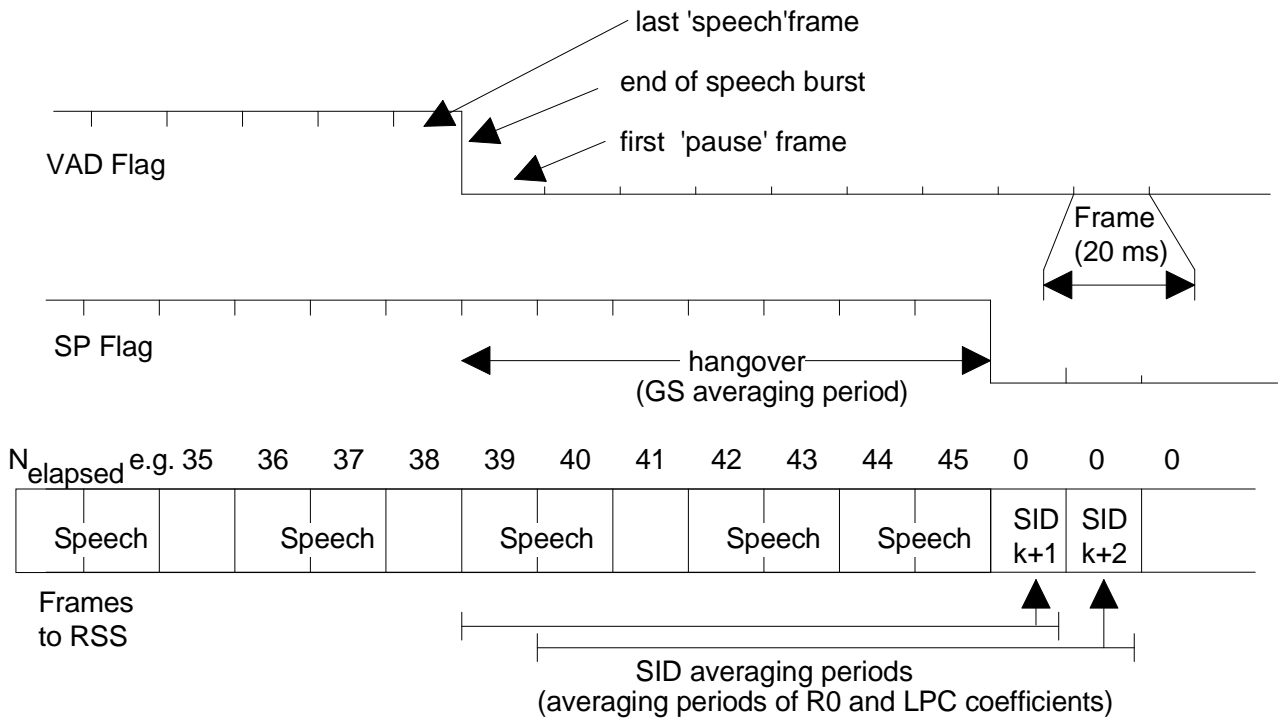 last 'speech'frame
end of speech burst
first 'pause' frame
VAD Flag
Frame
(20 ms)
SP Flag
hangover
(GS averaging period)
Nelapsed e.g. 35 36 37 38 39 40 41 42 43 44 45 0 0 0
Speech Speech Speech Speech Speech SID SID
k+1 k+2
Frames
to RSS
SID averaging periods
(averaging periods of R0 and LPC coefficients)